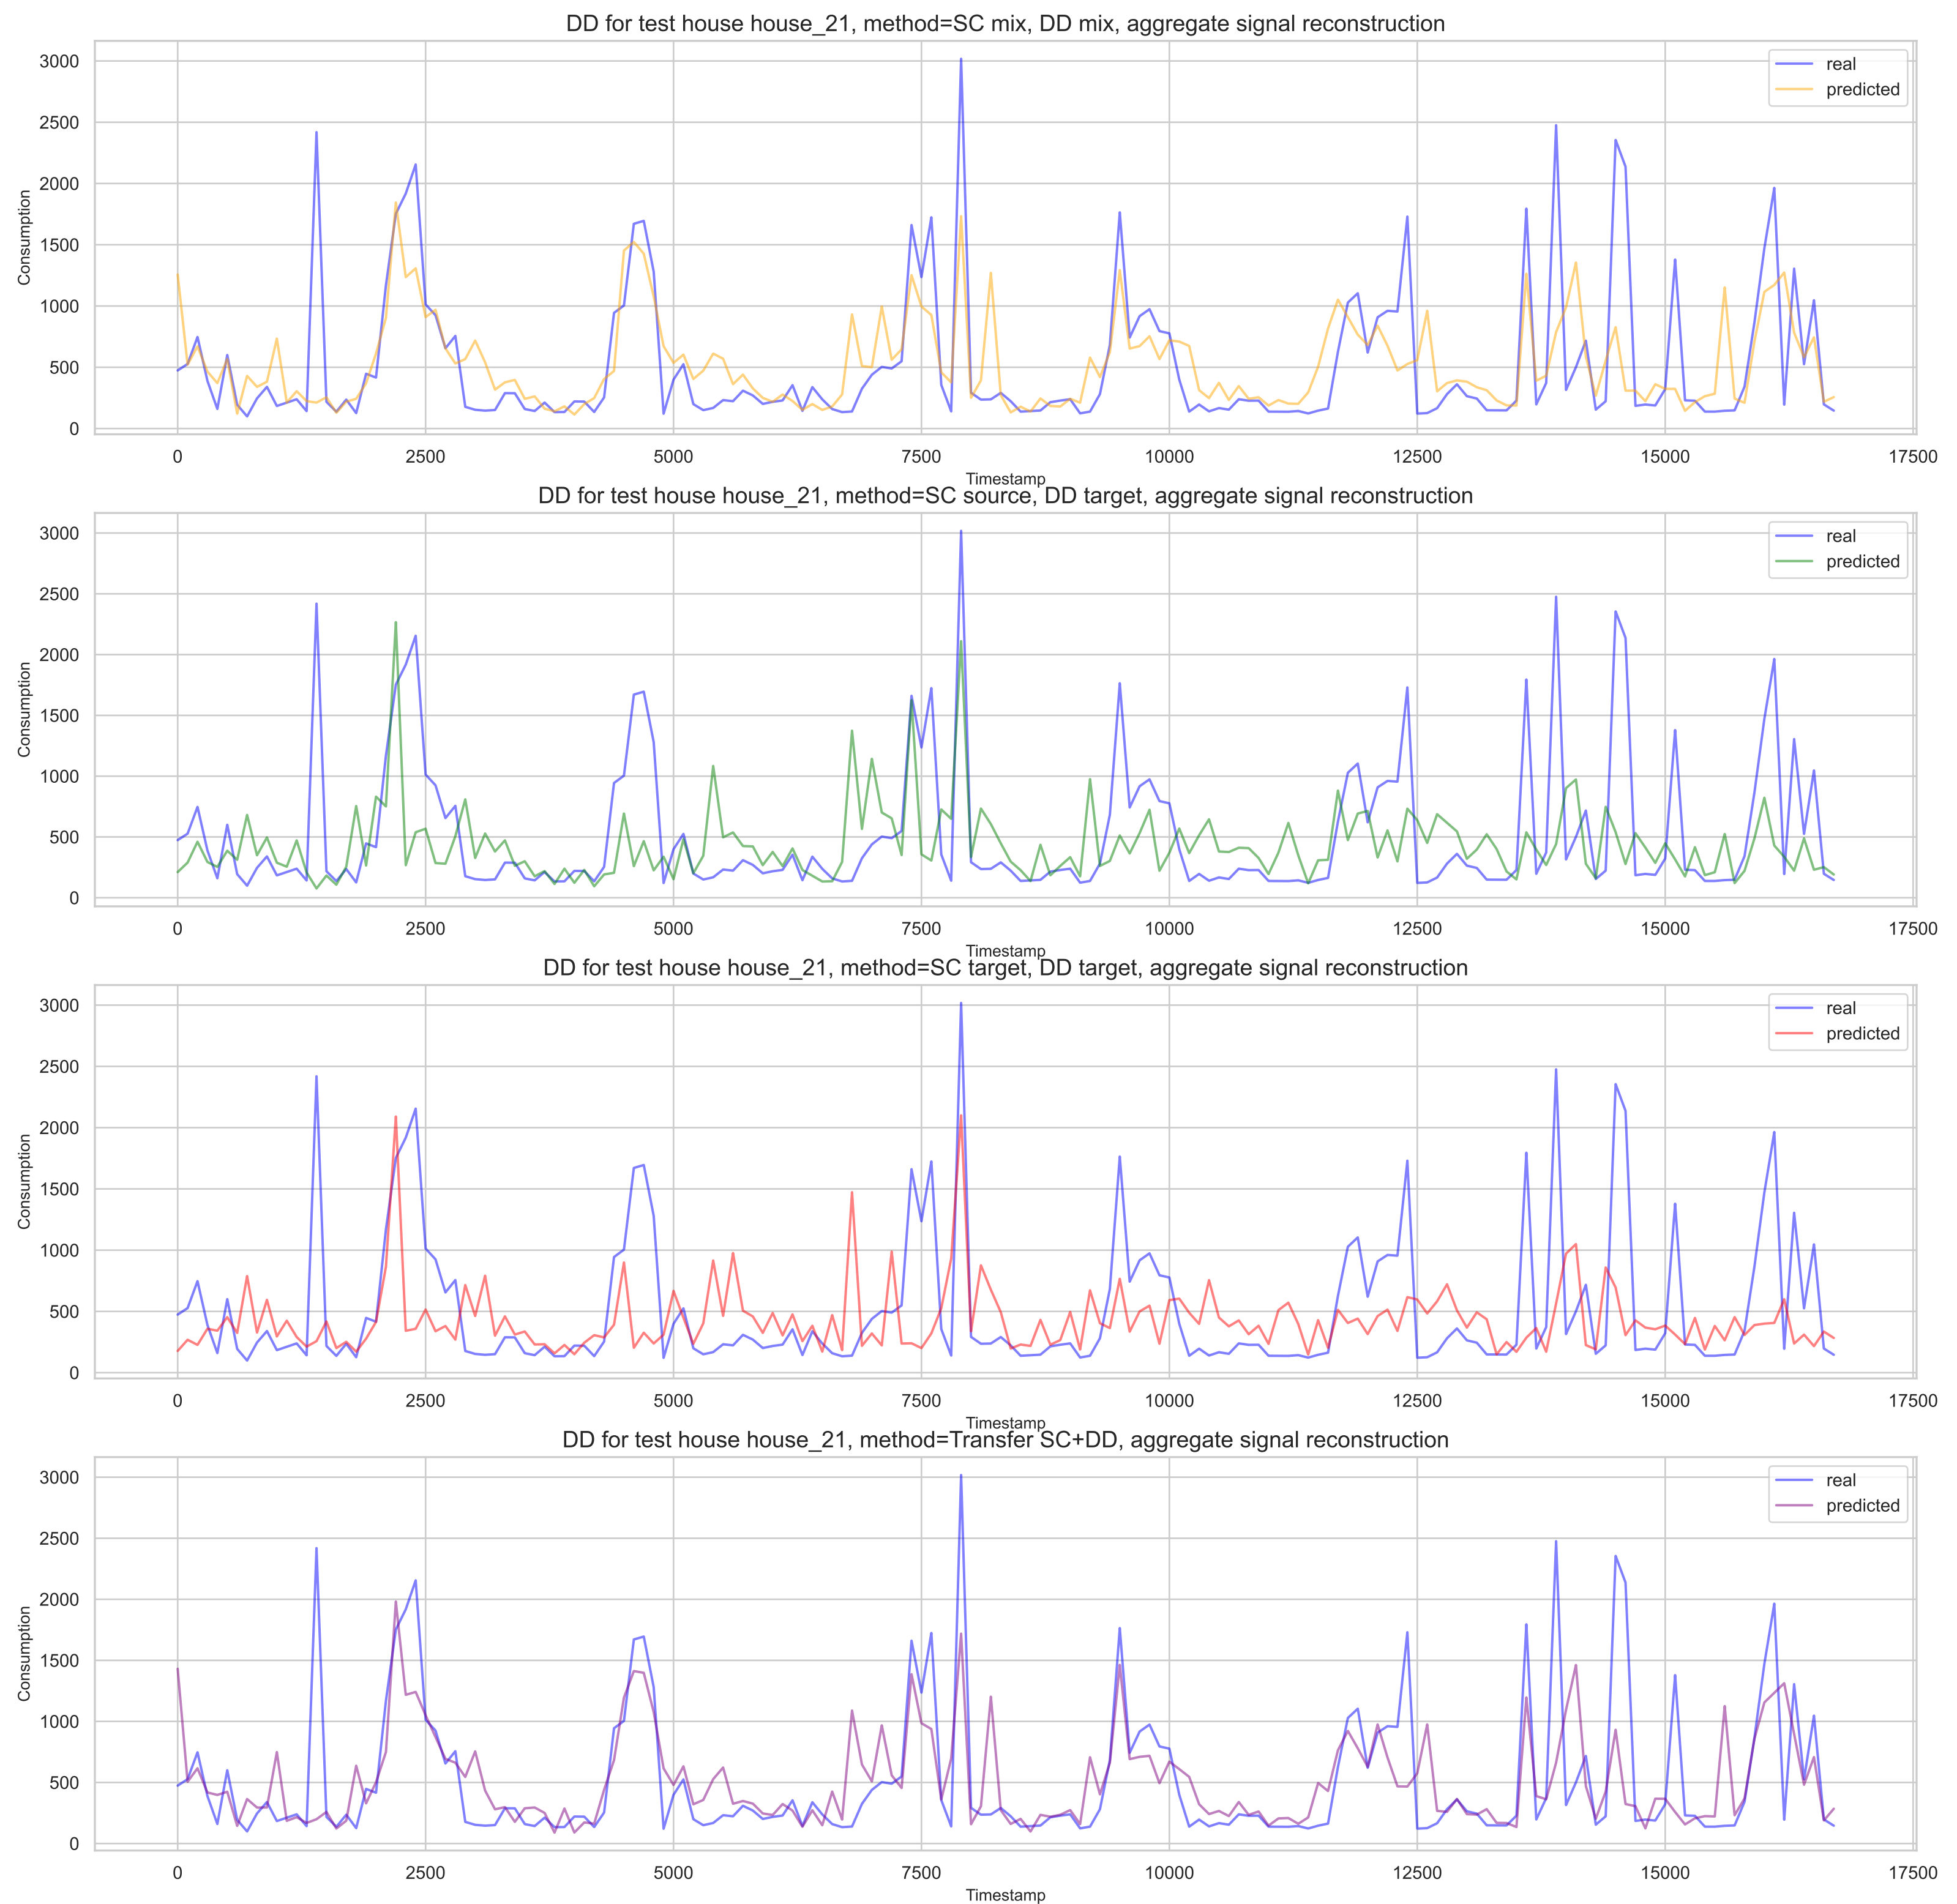 DD for test house house_21, method=SC mix, DD mix, aggregate signal reconstruction
real
predicted
3000
2500
2000
1500
1000
500
0
Consumption
0 2500 5000 7500 10000 12500 15000 17500
Timestamp
DD for test house house_21, method=SC source, DD target, aggregate signal reconstruction
real
predicted
3000
2500
2000
1500
1000
500
0
Consumption
0 2500 5000 7500 10000 12500 15000 17500
Timestamp
DD for test house house_21, method=SC target, DD target, aggregate signal reconstruction
real
predicted
3000
2500
2000
1500
1000
500
0
Consumption
0 2500 5000 7500 10000 12500 15000 17500
Timestamp
DD for test house house_21, method=Transfer SC+DD, aggregate signal reconstruction
real
predicted
3000
2500
2000
1500
1000
500
0
Consumption
0 2500 5000 7500 10000 12500 15000 17500
Timestamp